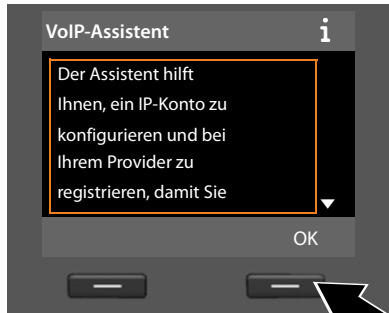 VoIP-Assistent i
Der Assistent hilft
Ihnen, ein IP-Konto zu
konfigurieren und bei
Ihrem Provider zu
registrieren, damit Sie
OK